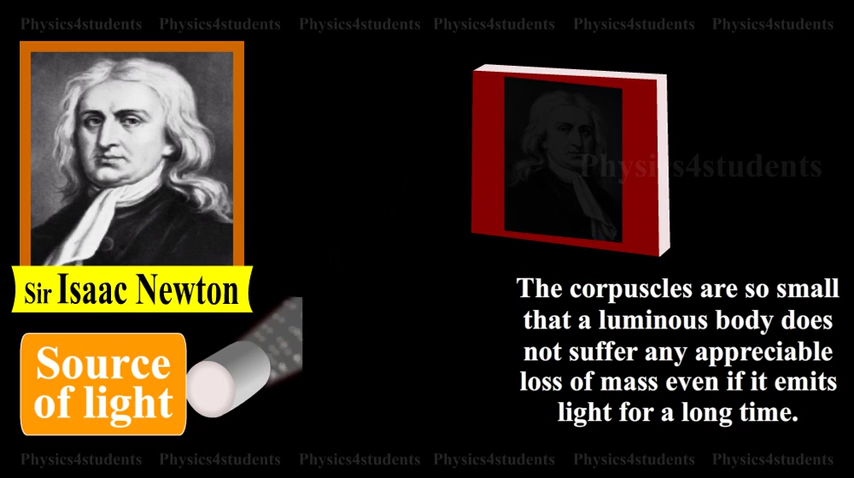 Physics4students Physics4students Physics4students Physics4students Physics4students Physics4students
Physics4students
Sir Isaac Newton
Source
of light
The corpuscles are so small
that a luminous body does
not suffer any appreciable
loss of mass even if it emits
light for a long time.
Physics4students Physics4students Physics4students Physics4students Physics4students Physics4students